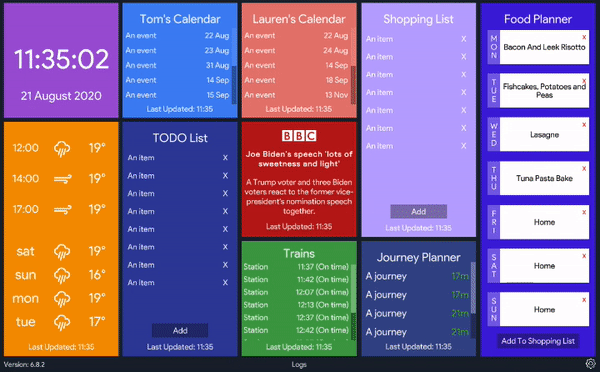 11:35:02
21 August 2020
Tom's Calendar
An event 22 Aug
An event 23 Aug
An event 31 Aug
An event 14 Sep
An event 15 Sep
Last Updated: 11:35
Lauren's Calendar
An event 22 Aug
An event 24 Aug
An event 14 Sep
An event 18 Sep
An event 13 Nov
Last Updated: 11:35
Shopping List
An item X
An item X
An item X
An item X
An item X
An item X
An item X
Add
Last Updated: 11:35
Food Planner
MON
Bacon And Leek Risotto
x
TUE
Fishcakes, Potatoes and
Peas
x
WED
Lasagne
x
THU
Tuna Pasta Bake
x
FRI
Home
x
SAT
Home
x
SUN
Home
x
Add To Shopping List
12:00 19°
14:00 19°
17:00 19°
sat 19°
sun 16°
mon 19°
tue 17°
Last Updated: 11:35
TODO List
An item X
An item X
An item X
An item X
An item X
An item X
An item X
Add
Last Updated: 11:35
BBC
Joe Biden's speech 'lots of
sweetness and light'
A Trump voter and three Biden
voters react to the former vice-
president's nomination speech
together.
Last Updated: 11:35
Trains
Station 11:37 (On time)
Station 11:42 (On time)
Station 12:07 (On time)
Station 12:13 (On time)
Station 12:37 (On time)
Station 12:42 (On time)
Last Updated: 11:35
Journey Planner
A journey 17m
A journey 17m
A journey 21m
A journey 21m
Last Updated: 11:35
Version: 6.8.2
Logs